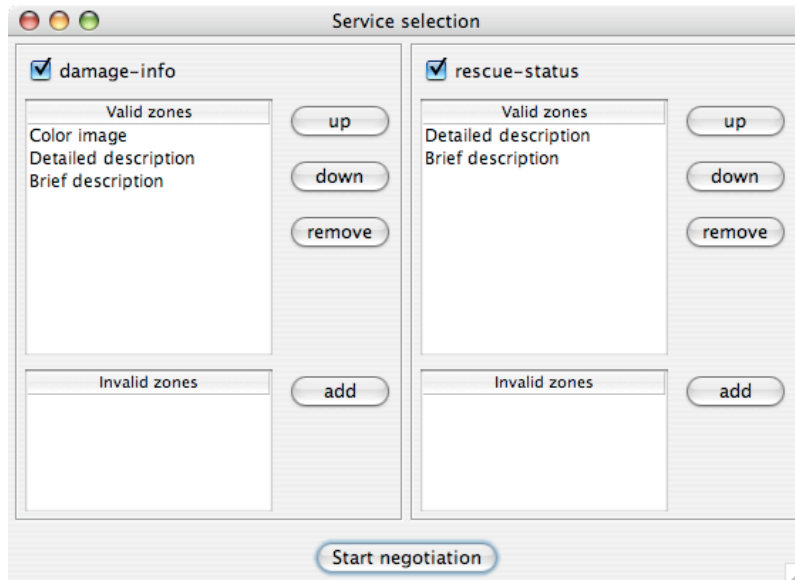 Service selection
damage-info
Valid zones
Color image
Detailed description
Brief description
up
down
remove
Invalid zones
add
rescue-status
Valid zones
Detailed description
Brief description
up
down
remove
Invalid zones
add
Start negotiation